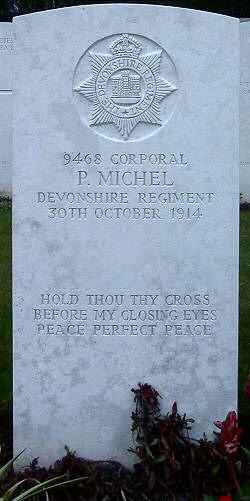 THE DEVONSHIRE REGIMENT
9468 CORPORAL
P. MICHEL
DEVONSHIRE REGIMENT
30TH OCTOBER 1914
HOLD THOU THY CROSS
BEFORE MY CLOSING EYES
PEACE PERFECT PEACE